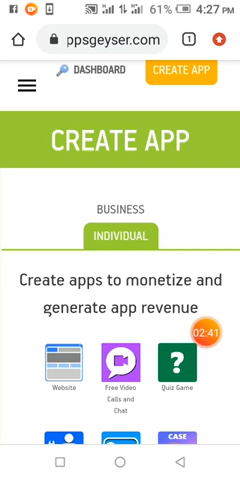 61% 4:27 PM
ppsgeyser.com 1
DASHBOARD CREATE APP
CREATE APP
BUSINESS
INDIVIDUAL
Create apps to monetize and
generate app revenue
02:41
Website
Free Video
Calls and
Chat
Quiz Game
?
CASE